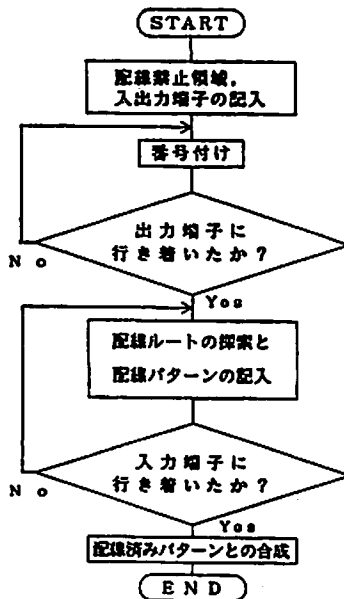 START
配線禁止領域,
入出力端子の記入
番号付け
出力端子に
行き着いたか？
No
Yes
配線ルートの探索と
配線パターンの記入
入力端子に
行き着いたか？
No
Yes
配線済みパターンとの合成
END